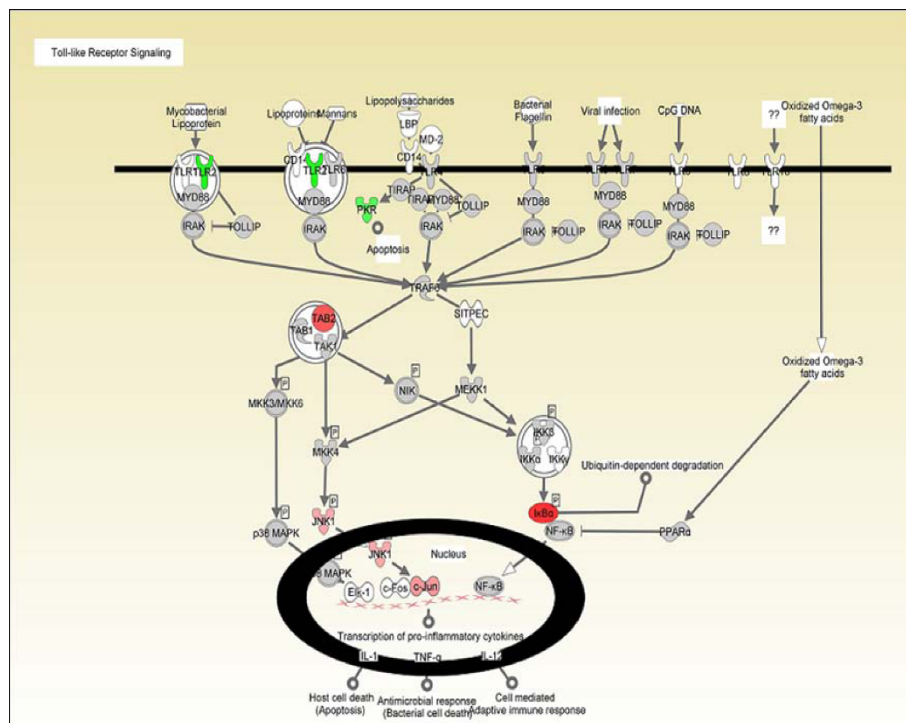 Toll-like Receptor Signaling
Mycobacterial
Lipoprotein
Lipoproteins
Mannans
Lipopolysaccharides
LBP
MD-2
Bacterial
Flagellin
Viral infection
CpG DNA
??
Oxidized Omega-3
fatty acids
TLR1
TLR2
CD14
TLR2
CD14
MYD88
MYD88
TIRAP
TIRAP
MYD88
MYD88
MYD88
MYD88
PKR
TOLLIP
IRAK
TOLLIP
IRAK
IRAK
IRAK
TOLLIP
IRAK
TOLLIP
IRAK
TOLLIP
??
Apoptosis
TRAF6
TAB2
TAB1
TAK1
SITPEC
Oxidized Omega-3
fatty acids
P
P
MKK3/MKK6
NIK
MEKK1
P
P
IKKβ
P
MKK4
IKKα
IKKγ
Ubiquitin-dependent degradation
P
P
P
JNK1
IκBα
p38 MAPK
NF-κB
PPARα
Nucleus
JNK1
MAPK
Elk-1
c-Fos
c-Jun
NF-κB
Transcription of pro-inflammatory cytokines
IL-1
TNF-α
IL-12
Host cell death
(Apoptosis)
Antimicrobial response
(Bacterial cell death)
Cell mediated
Adaptive immune response